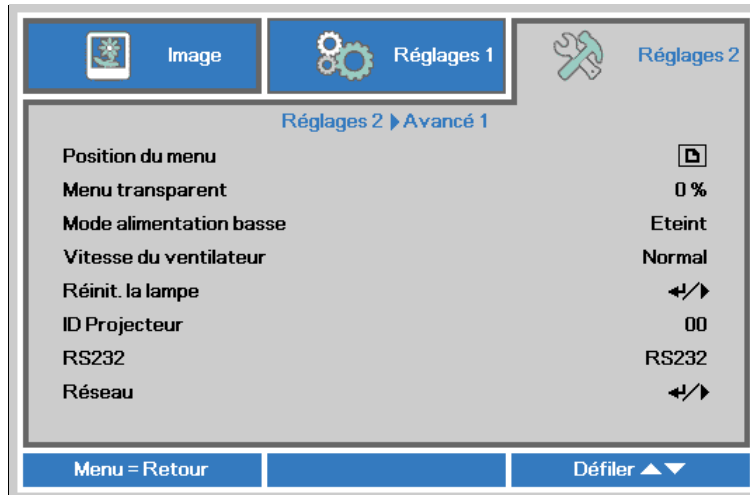 Image
Réglages 1
Réglages 2
Réglages 2 Avancé 1
Position du menu
Menu transparent 0 %
Mode alimentation basse Eteint
Vitesse du ventilateur Normal
Réinit. la lampe
ID Projecteur 00
RS232 RS232
Réseau
Menu = Retour
Défiler